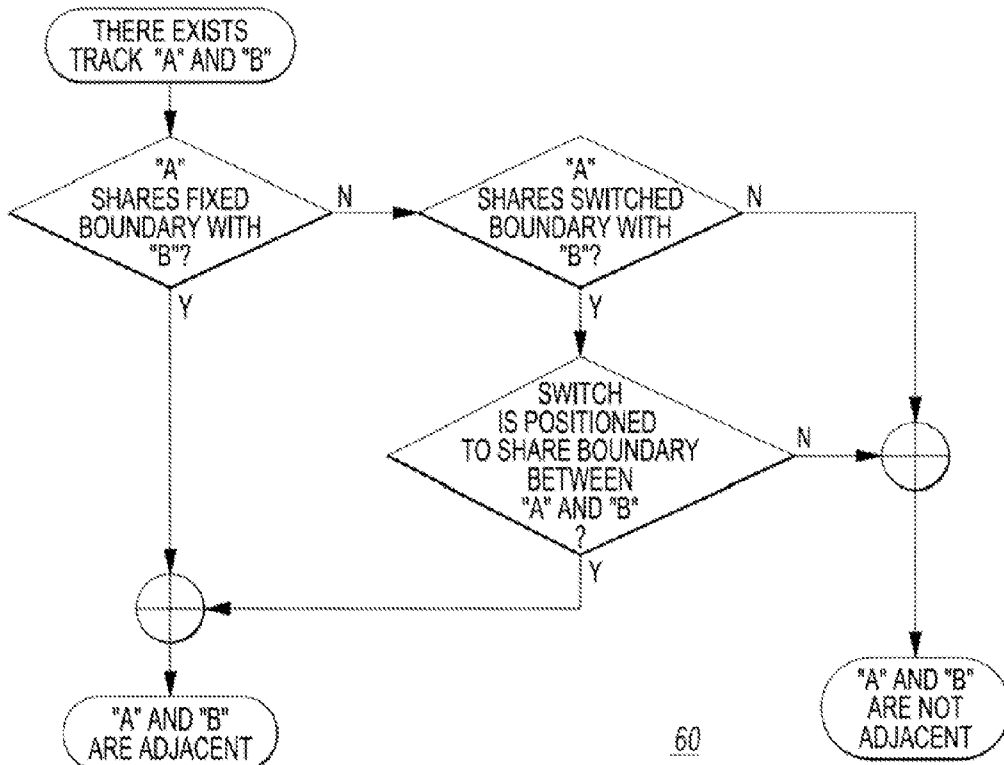 THERE EXISTS
TRACK "A" AND "B"
"A"
SHARES FIXED
BOUNDARY WITH
"B"?
N
Y
"A"
SHARES SWITCHED
BOUNDARY WITH
"B"?
N
Y
SWITCH
IS POSITIONED
TO SHARE BOUNDARY
BETWEEN
"A" AND "B"
?
N
Y
"A" AND "B"
ARE ADJACENT
60
"A" AND "B"
ARE NOT
ADJACENT